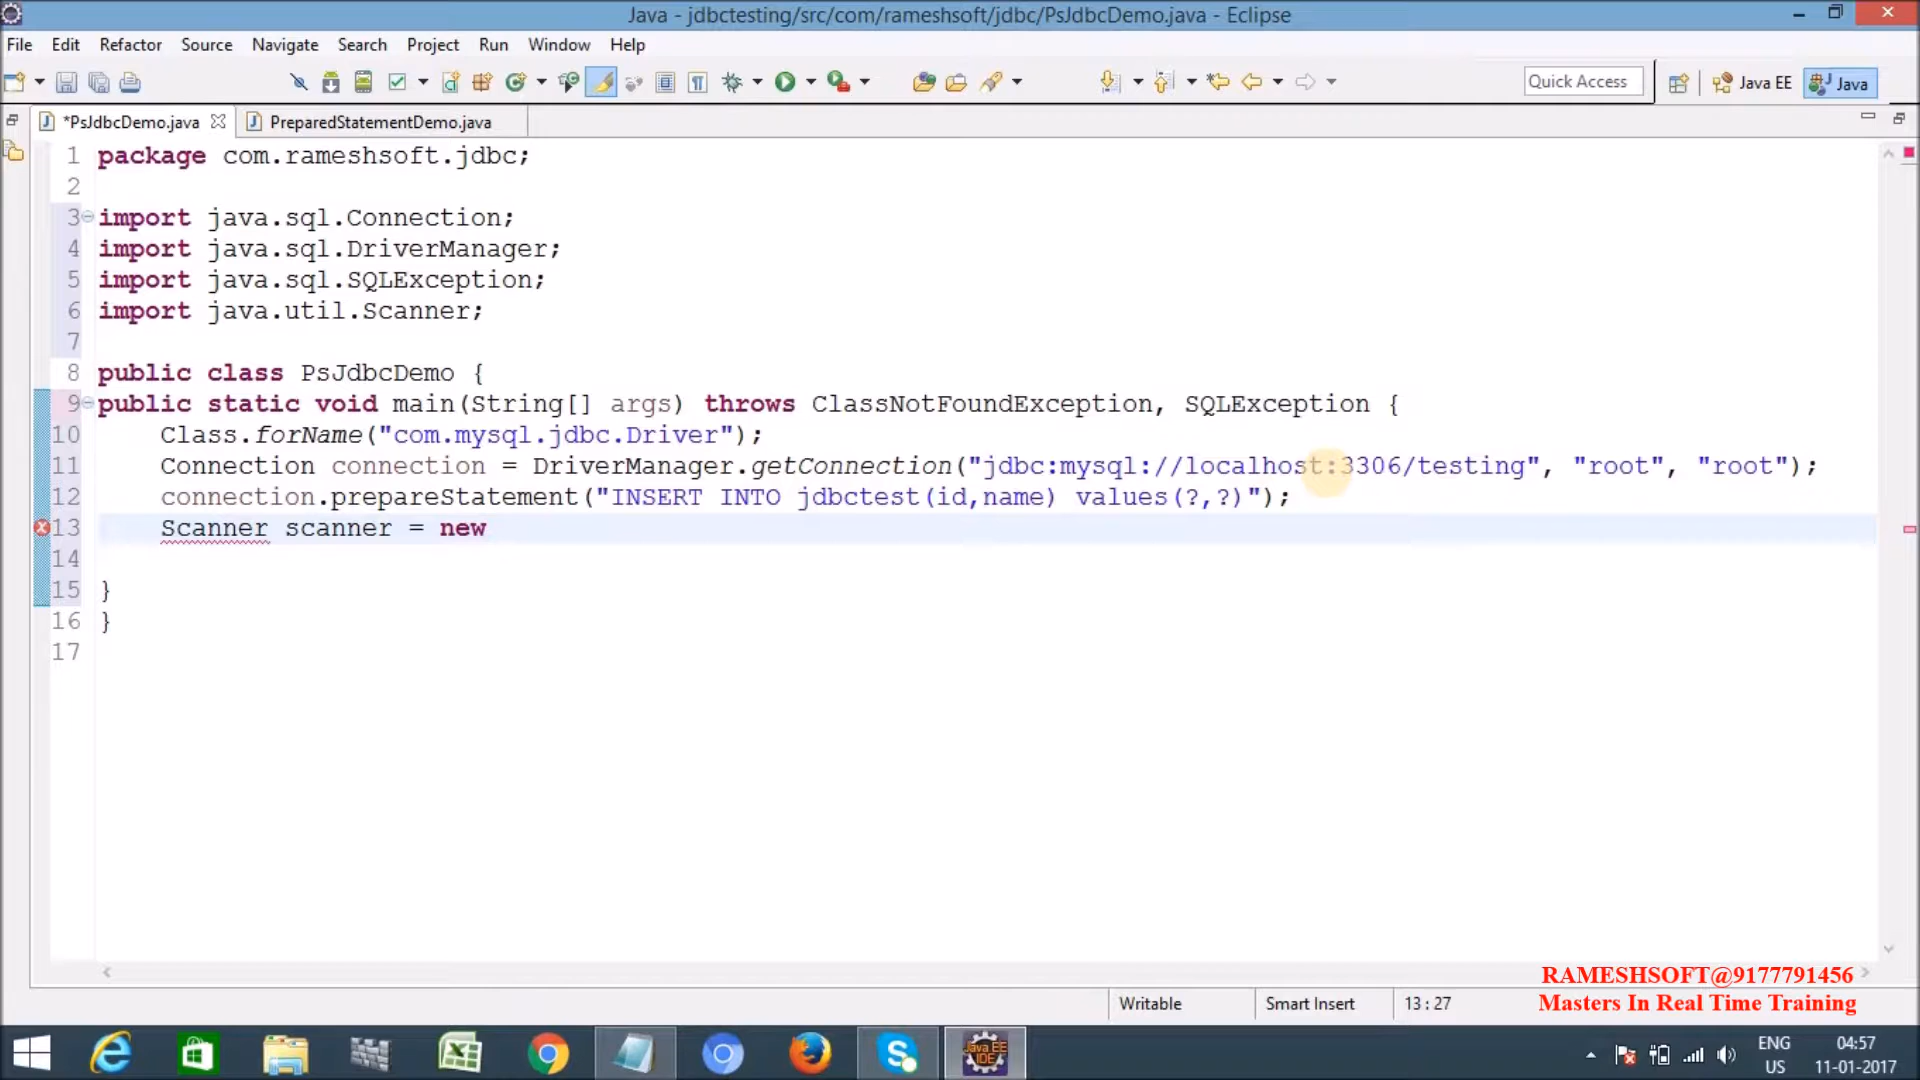 Java - jdbctesting/src/com/rameshsoft/jdbc/PsJdbcDemo.java - Eclipse
File Edit Refactor Source Navigate Search Project Run Window Help
Quick Access Java EE Java
*PsJdbcDemo.java PreparedStatementDemo.java
1 package com.rameshsoft.jdbc;
2
3 import java.sql.Connection;
4 import java.sql.DriverManager;
5 import java.sql.SQLException;
6 import java.util.Scanner;
7
8 public class PsJdbcDemo {
9 public static void main(String[] args) throws ClassNotFoundException, SQLException {
10 Class.forName("com.mysql.jdbc.Driver");
11 Connection connection = DriverManager.getConnection("jdbc:mysql://localhost:3306/testing", "root", "root");
12 connection.prepareStatement("INSERT INTO jdbctest(id,name) values(?,?)");
13 Scanner scanner = new
14
15 }
16 }
17
RAMESHSOFT@9177791456
Writable Smart Insert 13 : 27 Masters In Real Time Training
Java EE IDE
ENG 04:57
US 11-01-2017